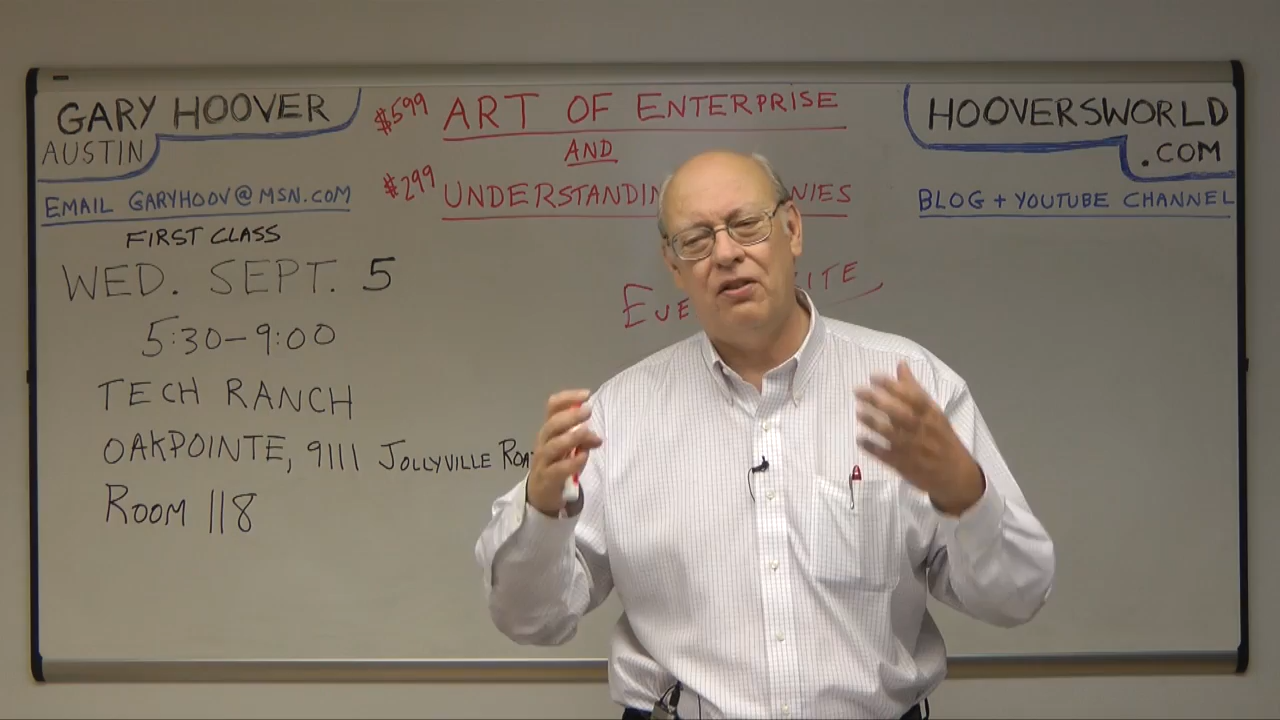 GARY HOOVER
AUSTIN
EMAIL GARYHOOV@MSN.COM
FIRST CLASS
WED. SEPT. 5
5:30-9:00
TECH RANCH
OAKPOINTE, 9111 JOLLYVILLE
ROOM 118
$599 ART OF ENTERPRISE
AND
$299
HOOVERSWORLD
.COM
BLOG + YOUTUBE CHANNEL